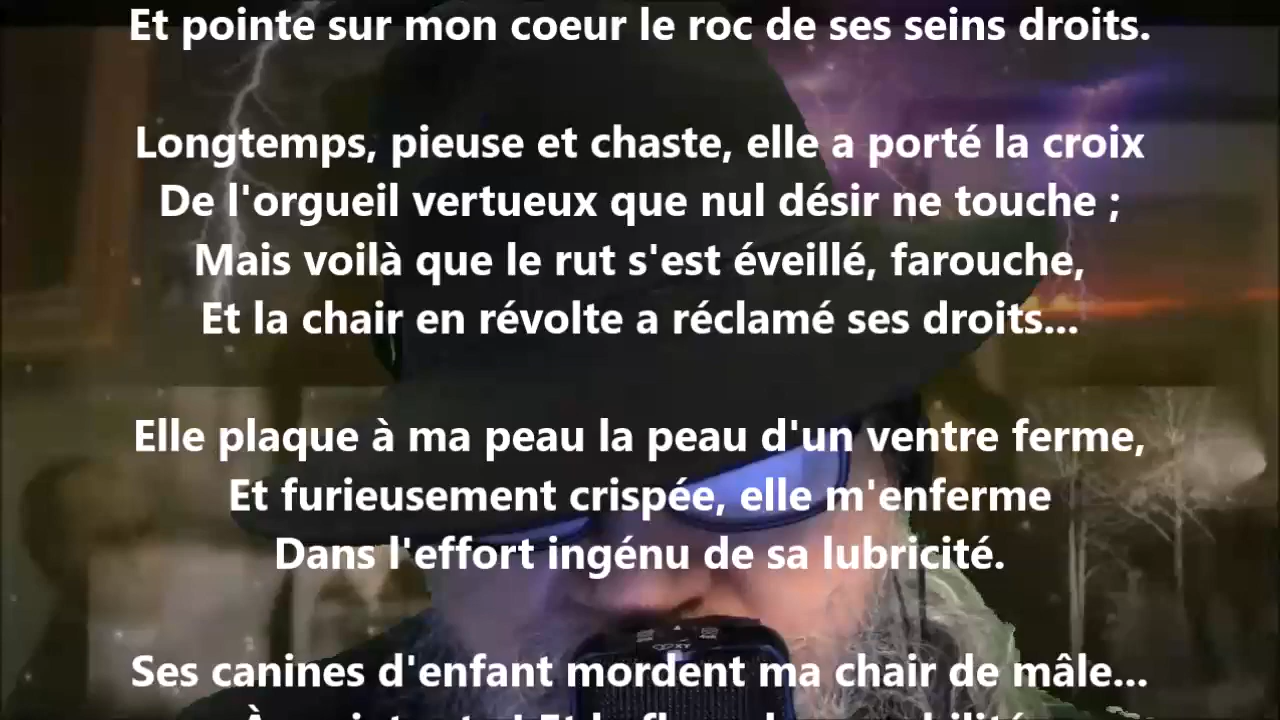 Et pointe sur mon coeur le roc de ses seins droits.
Longtemps, pieuse et chaste, elle a porté la croix
De l'orgueil vertueux que nul désir ne touche ;
Mais voilà que le rut s'est éveillé, farouche,
Et la chair en révolte a réclamé ses droits...
Elle plaque à ma peau la peau d'un ventre ferme,
Et furieusement crispée, elle m'enferme
Dans l'effort ingénu de sa lubricité.
Ses canines d'enfant mordent ma chair de mâle...
XY